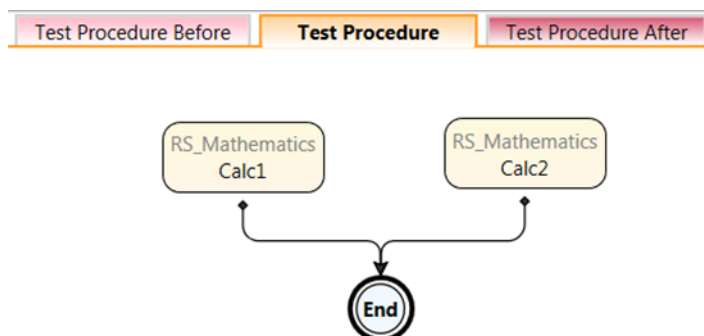 Test Procedure Before
Test Procedure
Test Procedure After
RS_Mathematics
Calc1
RS_Mathematics
Calc2
End